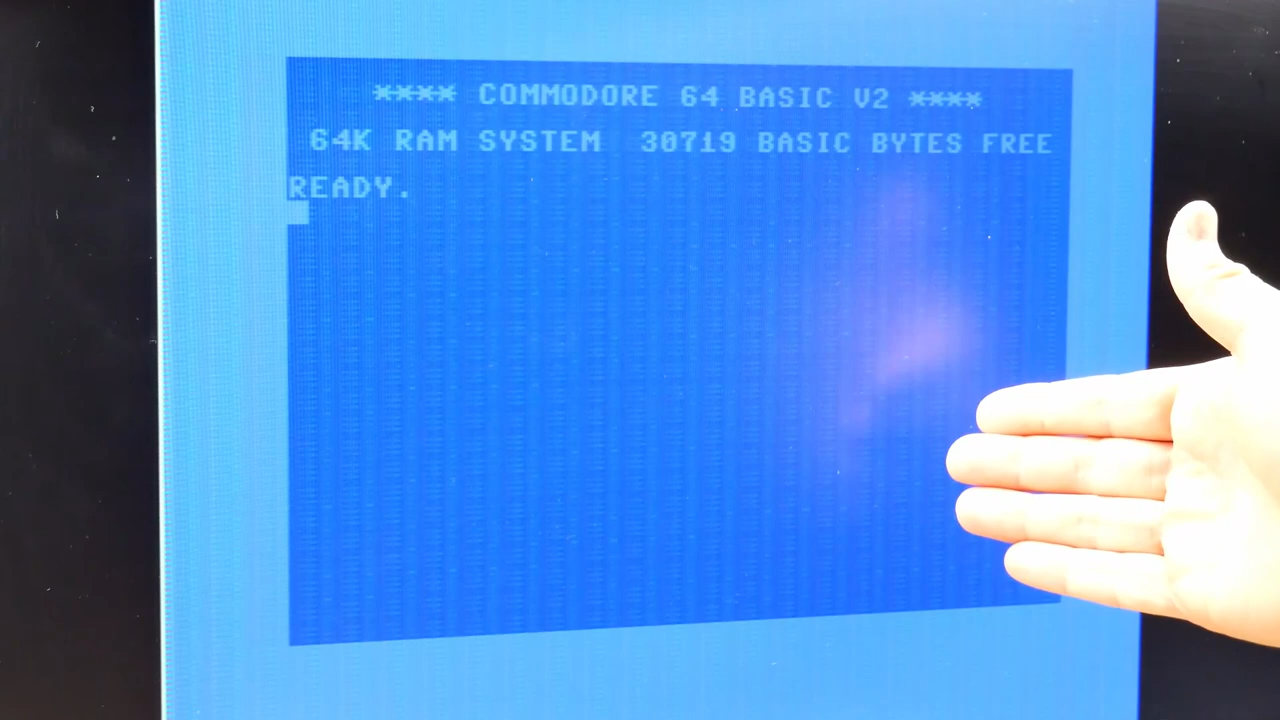 **** COMMODORE 64 BASIC V2 ****
64K RAM SYSTEM  30719 BASIC BYTES FREE
READY.